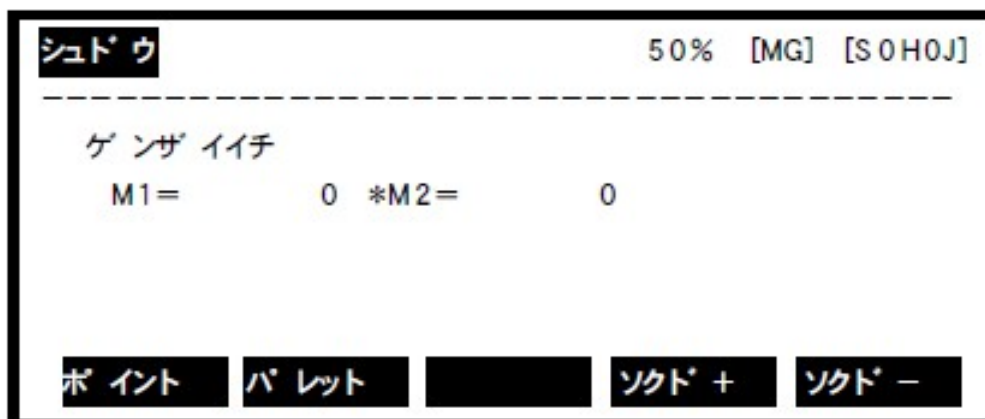 シュドウ 50% [MG] [S0H0J]
----------------------------------------
ゲンザイイチ
M1= 0 *M2= 0
ポイント パレット ソクド+ ソクド-